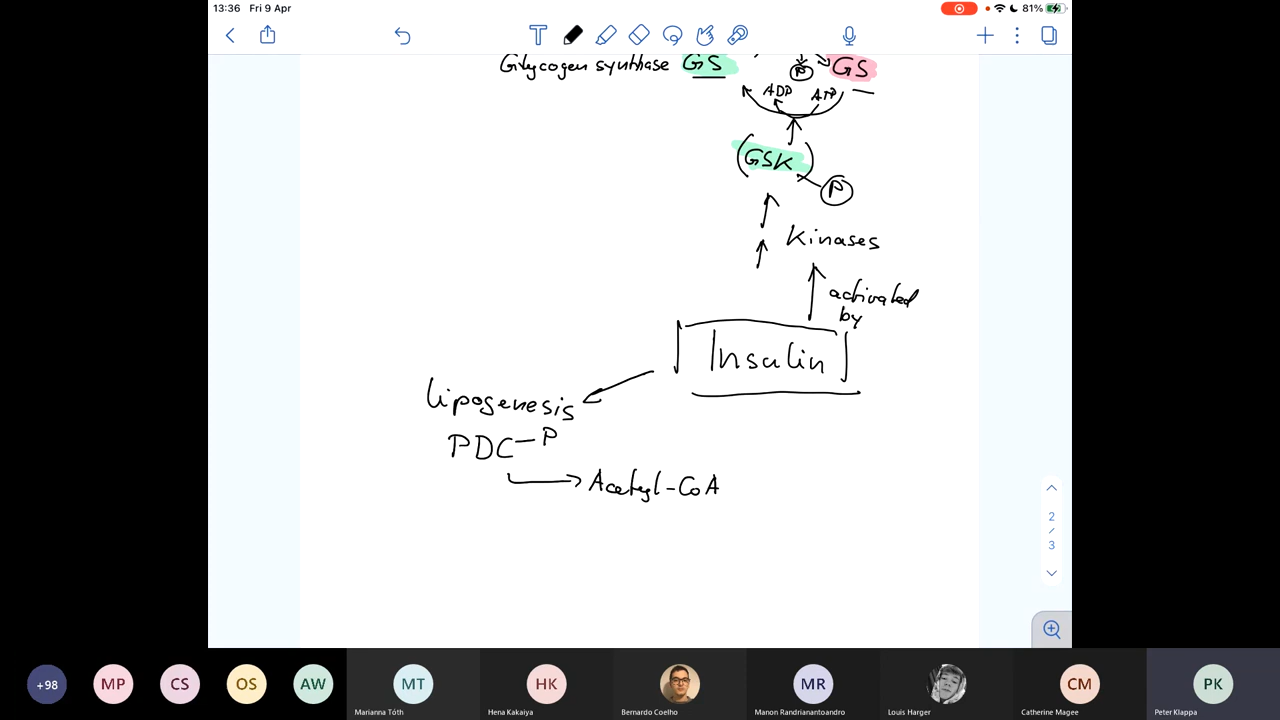 13:36 Fri 9 Apr
81%
T
Glycogen synthase GS
P
GS
ADP ATP
(GSK)
P
Kinases
activated
by
Insulin
Lipogenesis
PDC-P
Acetyl-CoA
2
/
3
+98
MP
CS
OS
AW
MT
Marianna Tóth
HK
Hena Kakaiya
Bernardo Coelho
MR
Manon Randrianantoandro
Louis Harger
CM
Catherine Magee
PK
Peter Klappa